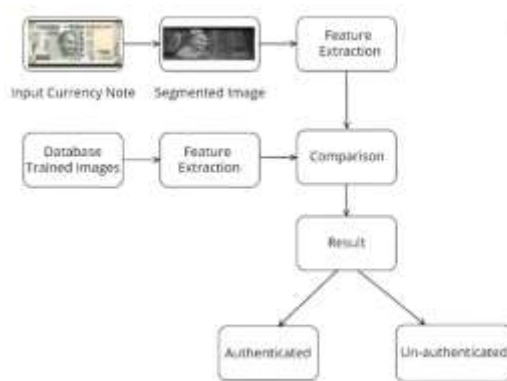 Feature
Extraction
Input Currency Note
Segmented Image
Database
Trained Images
Feature
Extraction
Comparison
Result
Authenticated
Un-authenticated